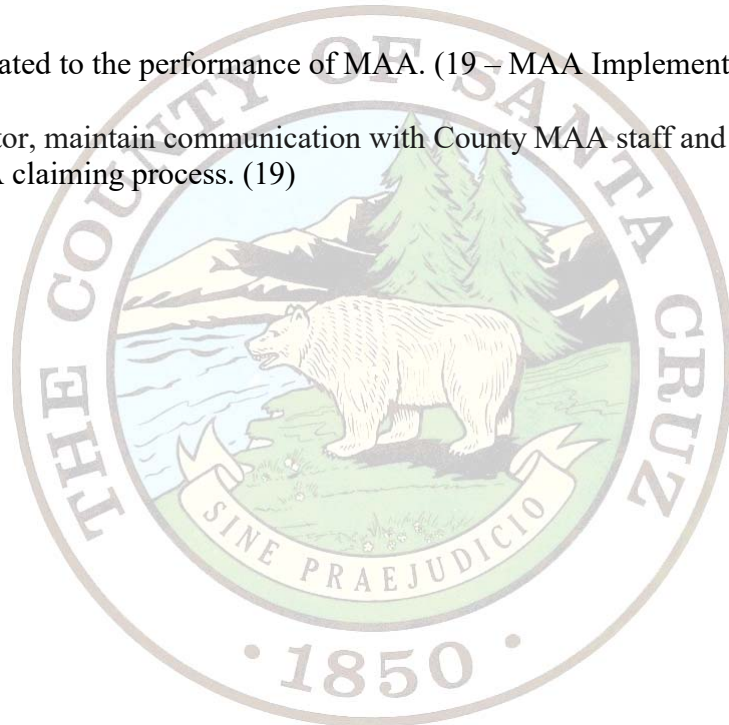 ated to the performance of MAA. (19 – MAA Implement
tor, maintain communication with County MAA staff and
claiming process. (19)
THE COUNTY OF SANTA CRUZ
SINE PRAEJUDICIO
• 1850 •